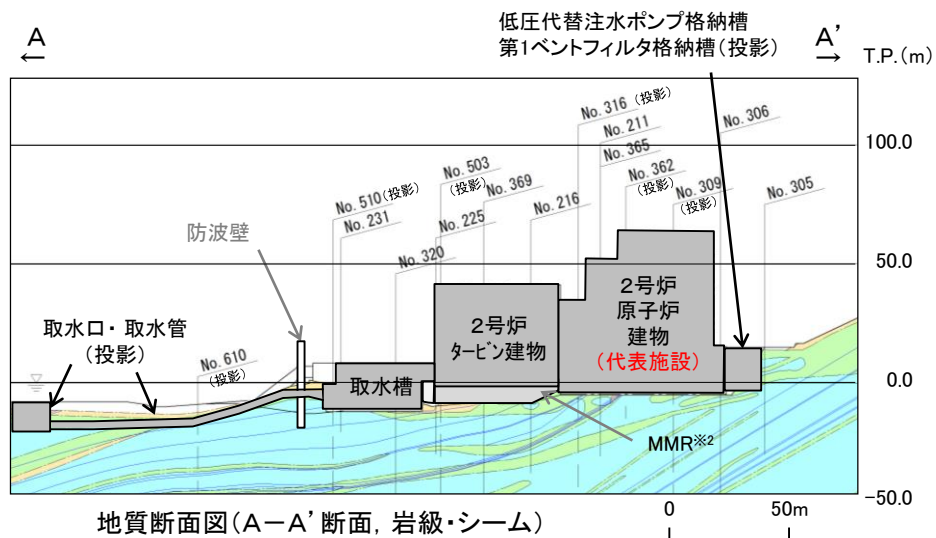 低圧代替注水ポンプ格納槽
第1ベントフィルタ格納槽(投影)
A
←
A'
→
T.P.(m)
No. 316 (投影)
No. 211
No. 306
No. 365
100.0
No. 503
(投影)
No. 362
(投影)
No. 510(投影)
No. 369
No. 309
(投影)
No. 305
No. 231
No. 225
No. 216
防波壁
No. 320
50.0
2号炉
原子炉
建物
(代表施設)
2号炉
タービン建物
取水口・取水管
(投影)
No. 610
(投影)
取水槽
0.0
MMR※2
-50.0
地質断面図(A-A'断面, 岩級・シーム)
0
50m